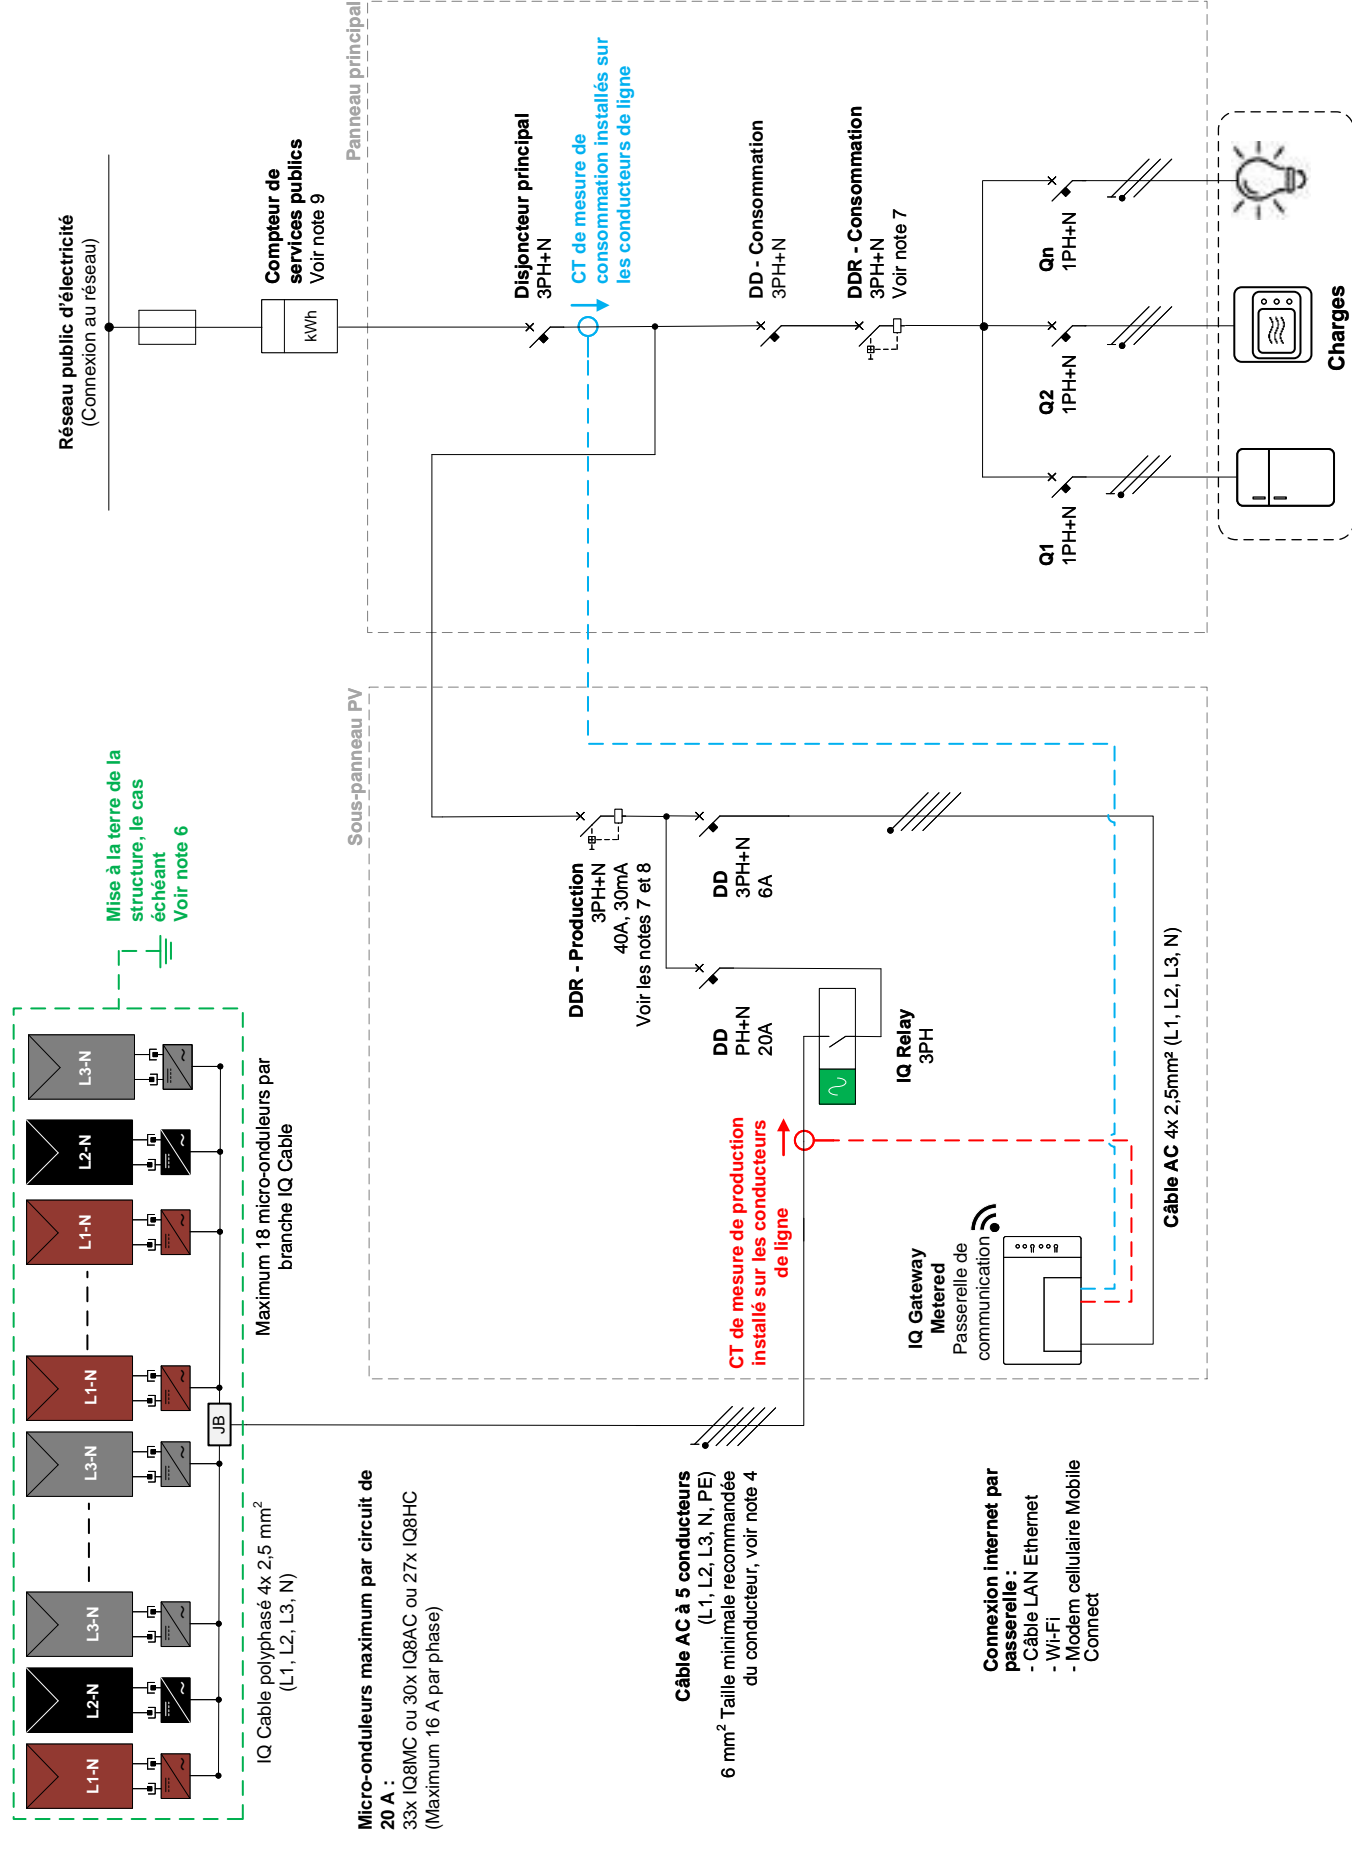 L1-N
L2-N
L3-N
L3-N
L1-N
L1-N
L2-N
L3-N
JB
IQ Cable polyphasé 4x 2,5 mm²
(L1, L2, L3, N)
Maximum 18 micro-onduleurs par
branche IQ Cable
Mise à la terre de la
structure, le cas
échéant
Voir note 6
Réseau public d'électricité
(Connexion au réseau)
Compteur de
services publics
Voir note 9
kWh
Micro-onduleurs maximum par circuit de
20 A :
33x IQ8MC ou 30x IQ8AC ou 27x IQ8HC
(Maximum 16 A par phase)
Sous-panneau PV
Panneau principal
Disjoncteur principal
3PH+N
CT de mesure de
consommation installés sur
les conducteurs de ligne
DDR - Production
3PH+N
40A, 30mA
Voir les notes 7 et 8
DD
PH+N
20A
DD
3PH+N
6A
DD - Consommation
3PH+N
DDR - Consommation
3PH+N
Voir note 7
Câble AC à 5 conducteurs
(L1, L2, L3, N, PE)
6 mm² Taille minimale recommandée
du conducteur, voir note 4
CT de mesure de production
installé sur les conducteurs
de ligne
IQ Relay
3PH
IQ Gateway
Metered
Passerelle de
communication
Connexion internet par
passerelle :
- Câble LAN Ethernet
- Wi-Fi
- Modem cellulaire Mobile
Connect
Câble AC 4x 2,5mm² (L1, L2, L3, N)
Q1
1PH+N
Q2
1PH+N
Qn
1PH+N
Charges